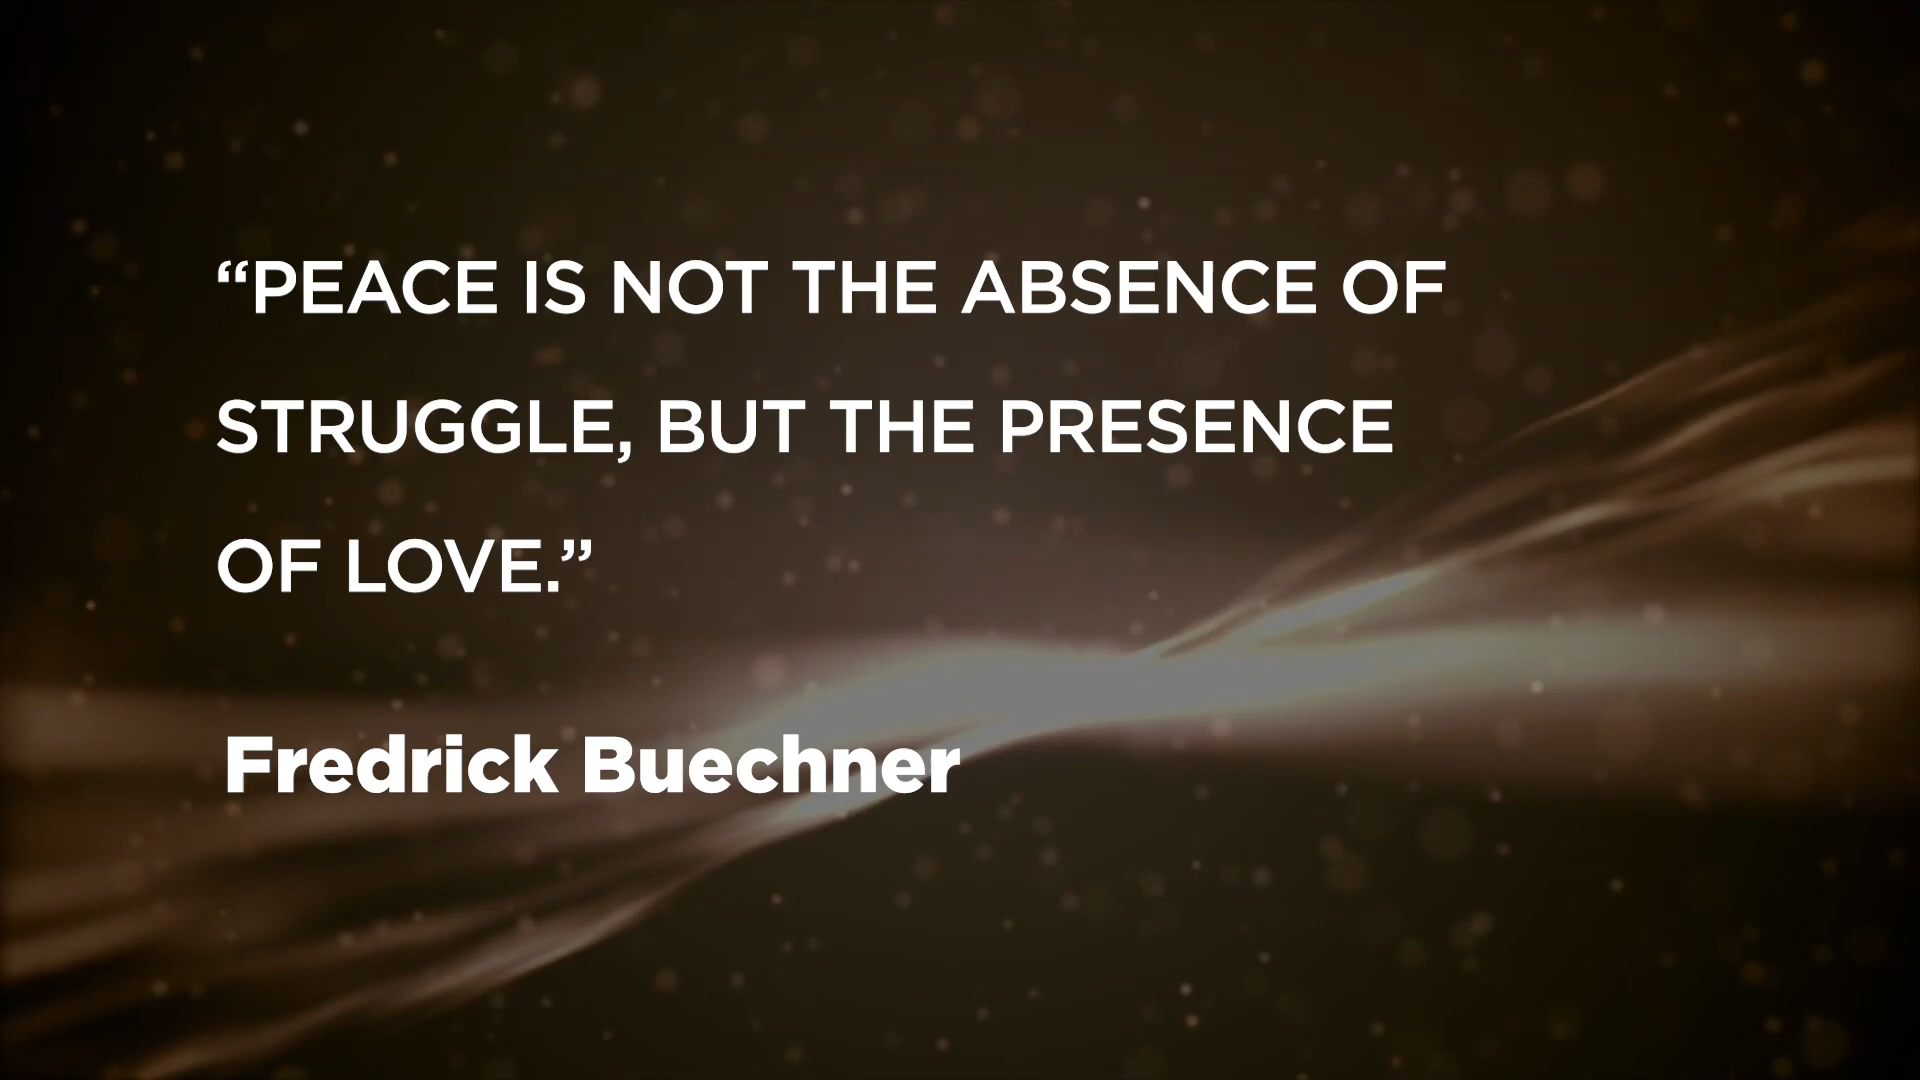 “PEACE IS NOT THE ABSENCE OF
STRUGGLE, BUT THE PRESENCE
OF LOVE.”
Fredrick Buechner